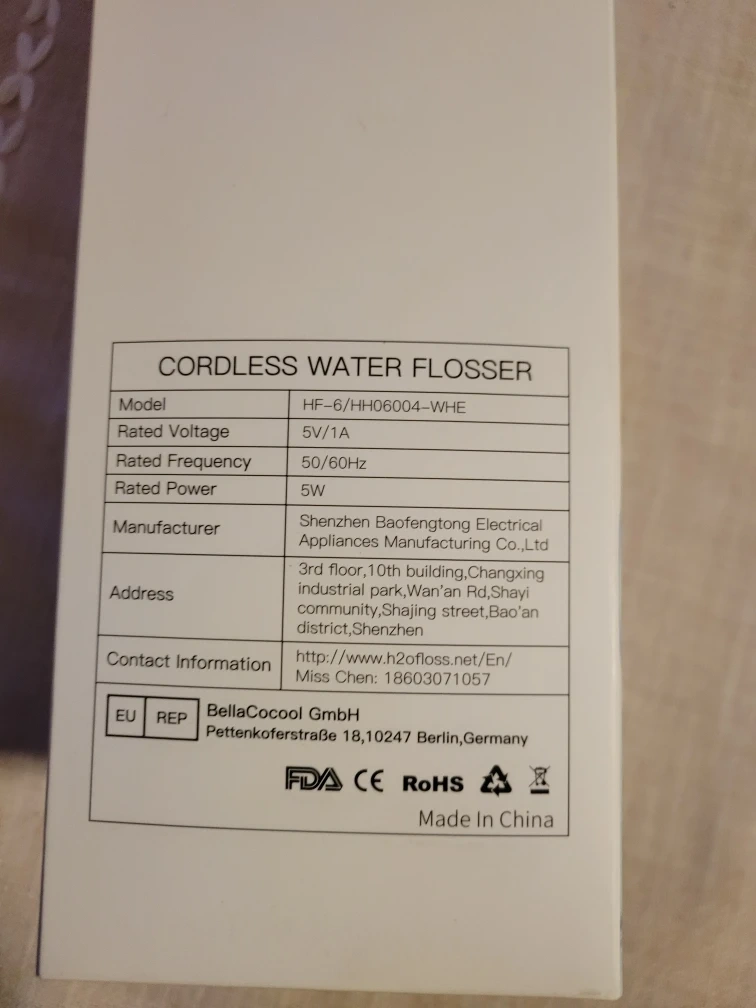 CORDLESS WATER FLOSSER
Model HF-6/HH06004-WHE
Rated Voltage 5V/1A
Rated Frequency 50/60Hz
Rated Power 5W
Manufacturer Shenzhen Baofengtong Electrical
Appliances Manufacturing Co.,Ltd
Address 3rd floor,10th building,Changxing
industrial park,Wan'an Rd,Shayi
community,Shajing street,Bao'an
district,Shenzhen
Contact Information http://www.h2ofloss.net/En/
Miss Chen: 18603071057
EU REP BellaCocool GmbH
Pettenkoferstraße 18,10247 Berlin,Germany
FDA CE RoHS
Made In China